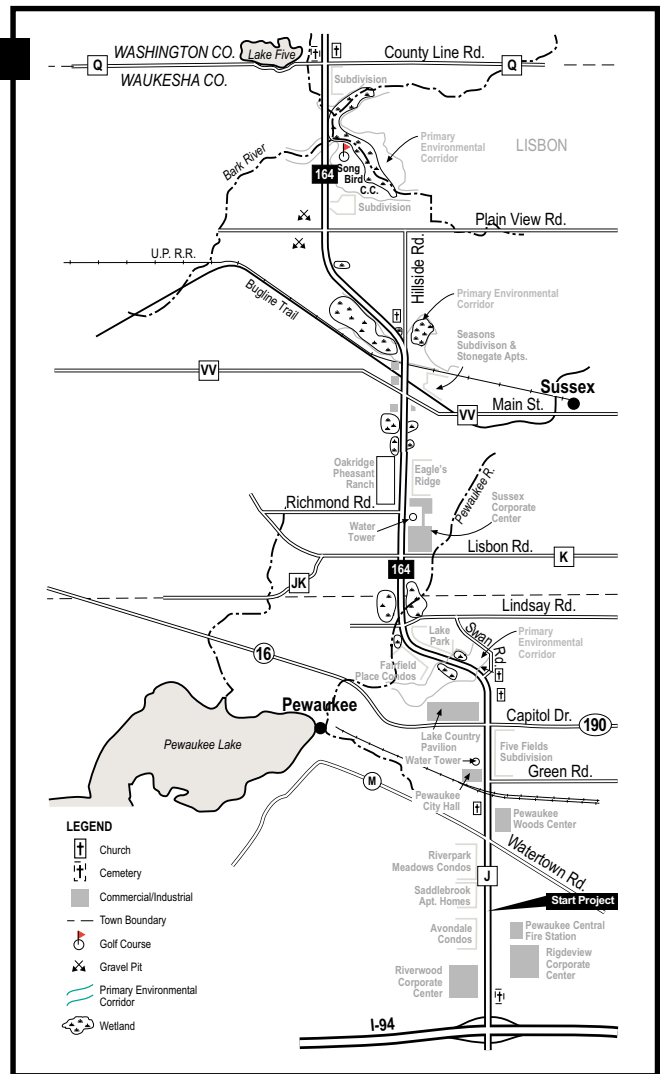 WASHINGTON CO.
Lake Five
County Line Rd.
Q
Q
WAUKESHA CO.
Subdivision
Primary
Environmental
Corridor
LISBON
Bark River
Song
Bird
C.C.
164
Subdivision
Plain View Rd.
U.P. R.R.
Bugline Trail
Hillside Rd.
Primary Environmental
Corridor
Seasons
Subdivison &
Stonegate Apts.
VV
Sussex
Main St.
VV
Oakridge
Pheasant
Ranch
Eagle's
Ridge
Pewaukee R.
Sussex
Corporate
Center
Richmond Rd.
Water
Tower
Lisbon Rd.
K
164
JK
Lindsay Rd.
Swan Rd.
Lake
Park
Primary
Environmental
Corridor
16
Fairfield
Place Condos
Pewaukee
Capitol Dr.
190
Pewaukee Lake
Lake Country
Pavilion
Five Fields
Subdivision
Water Tower
Green Rd.
M
Pewaukee
City Hall
Pewaukee
Woods Center
Watertown Rd.
Riverpark
Meadows Condos
J
Saddlebrook
Apt. Homes
Start Project
Avondale
Condos
Pewaukee Central
Fire Station
Rigdeview
Corporate
Center
Riverwood
Corporate
Center
I-94
LEGEND
Church
Cemetery
Commercial/Industrial
Town Boundary
Golf Course
Gravel Pit
Primary Environmental
Corridor
Wetland